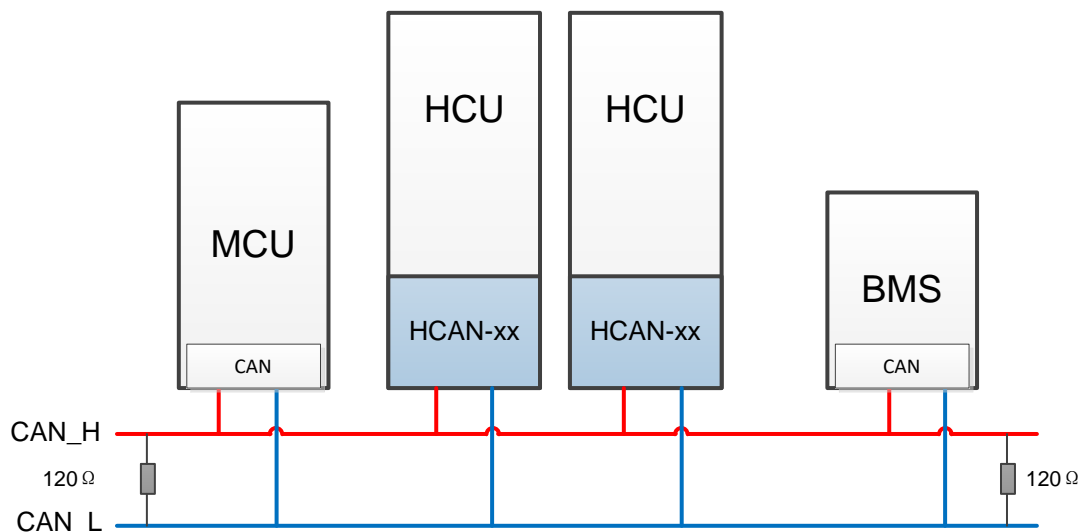 HCU
HCU
MCU
BMS
HCAN-xx
HCAN-xx
CAN
CAN
CAN_H
120Ω
120Ω
CAN_L